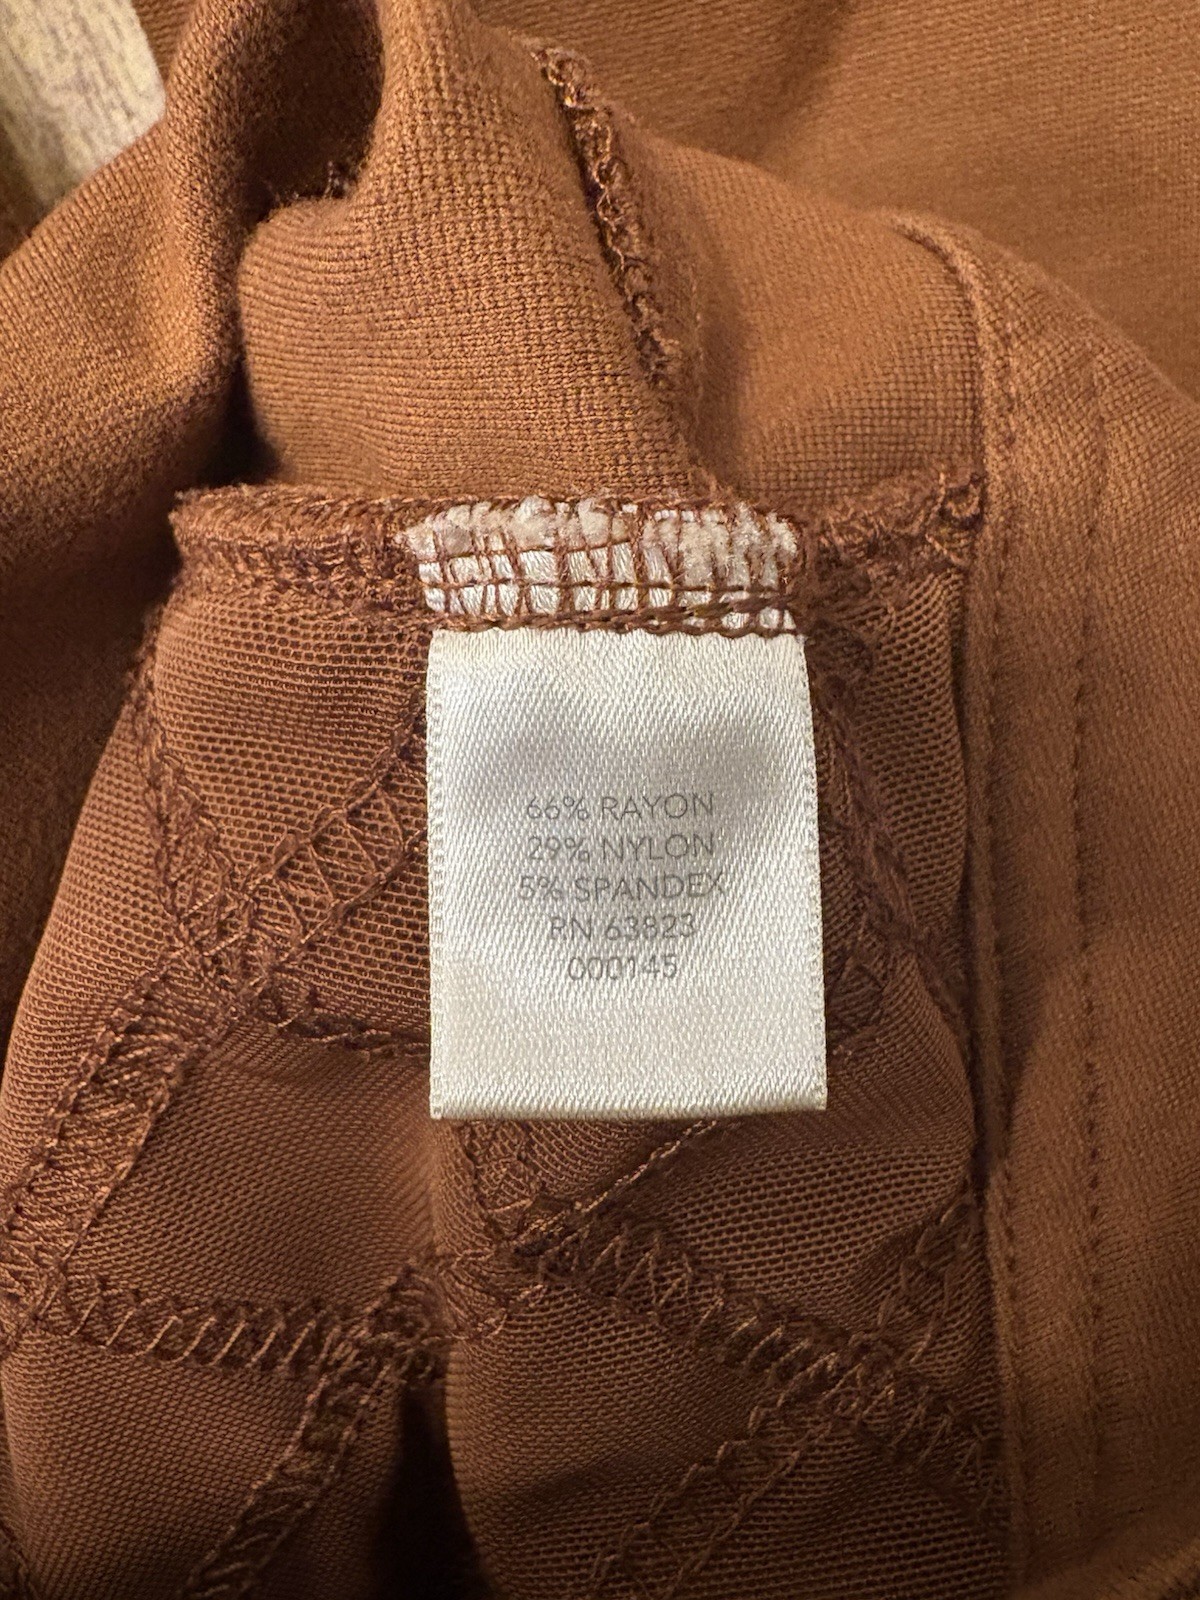 66% RAYON
29% NYLON
5% SPANDEX
RN 63823
000145